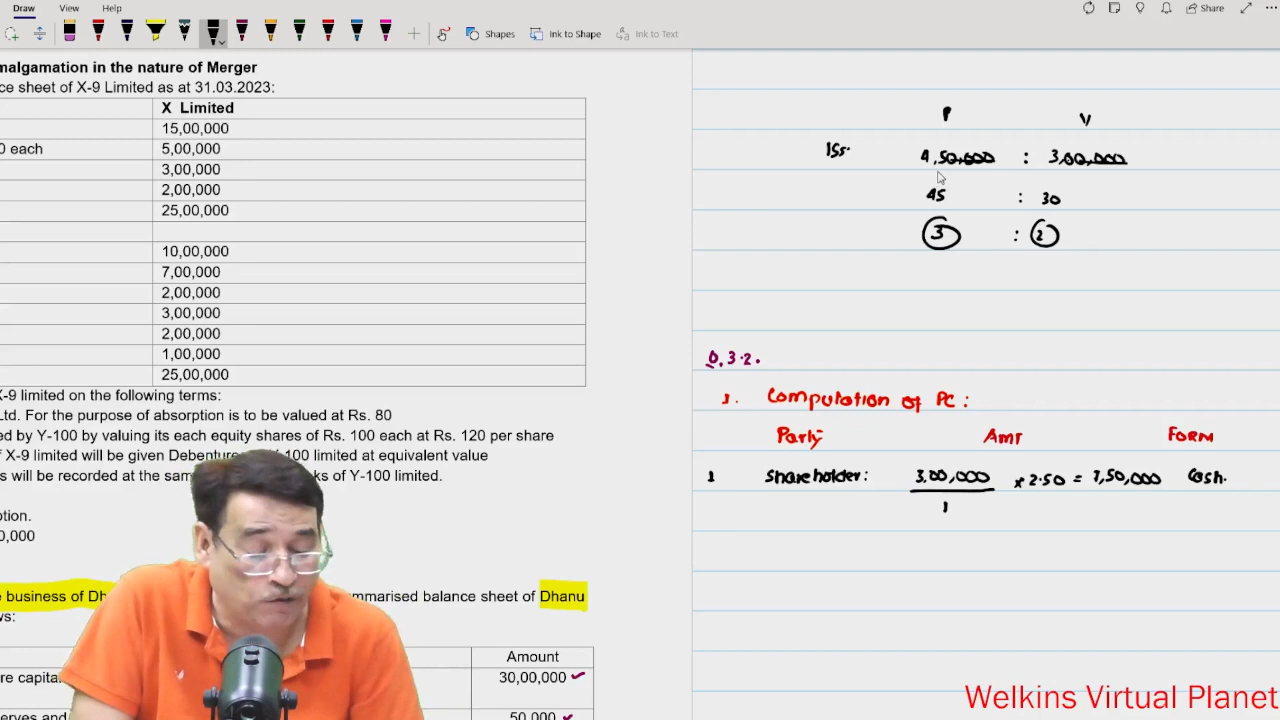 Draw View Help
Share
Shapes Ink to Shape Ink to Text
malgamation in the nature of Merger
ce sheet of X-9 Limited as at 31.03.2023:
X Limited
15,00,000
0 each 5,00,000
3,00,000
2,00,000
25,00,000
10,00,000
7,00,000
2,00,000
3,00,000
2,00,000
1,00,000
25,00,000
X-9 limited on the following terms:
Ltd. For the purpose of absorption is to be valued at Rs. 80
ed by Y-100 by valuing its each equity shares of Rs. 100 each at Rs. 120 per share
f X-9 limited will be given Debenture 100 limited at equivalent value
s will be recorded at the sam ks of Y-100 limited.
ption.
0,000
e business of Dh mmarised balance sheet of Dhanu
ws:
Amount
re capita 30,00,000
erves and 50,000
P V
Iss. 4,50,000 : 3,00,000
45 : 30
3 : 2
Q.3.2.
1. Computation of PC:
Party Amt Form
1 Shareholder: 3,00,000 × 2.50 = 7,50,000 Cash.
1
Welkins Virtual Planet